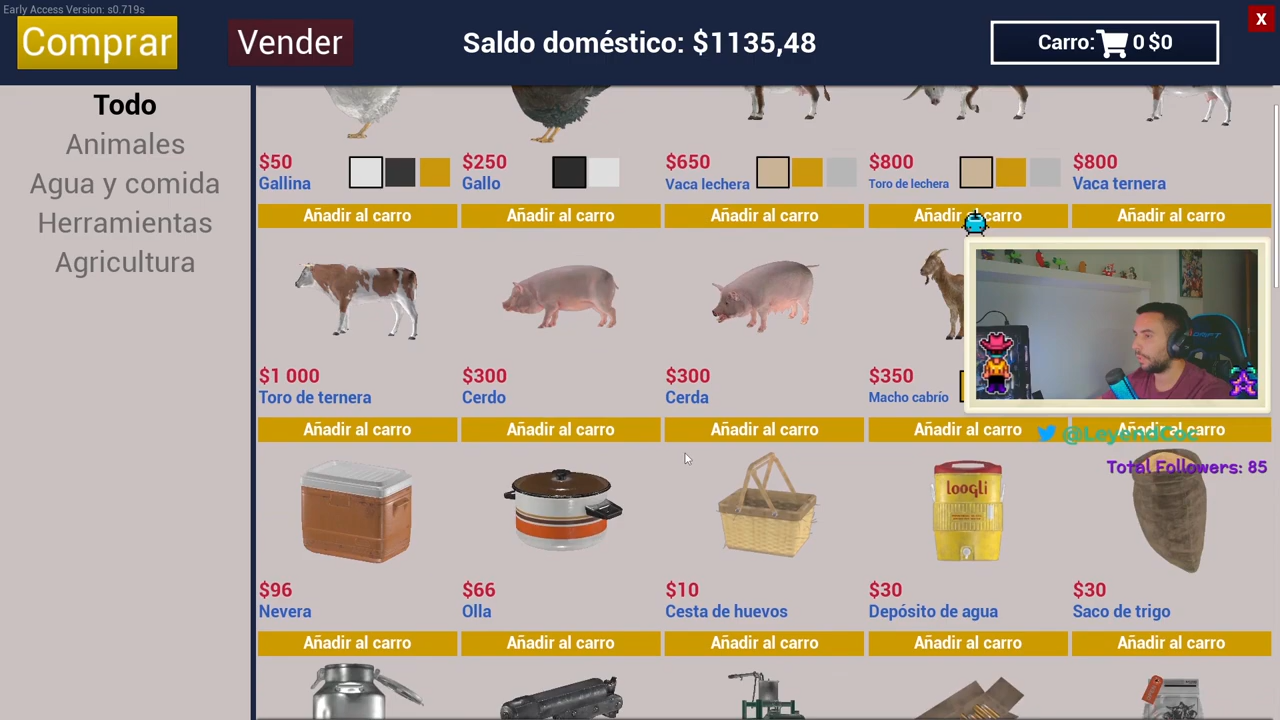 Early Access Version: s0.719s
Comprar
Vender
Saldo doméstico: $1135,48
Carro: 0 $0
X
Todo
Animales
Agua y comida
Herramientas
Agricultura
$50
Gallina
$250
Gallo
$650
Vaca lechera
$800
Toro de lechera
$800
Vaca ternera
Añadir al carro
Añadir al carro
Añadir al carro
Añadir al carro
Añadir al carro
$1 000
Toro de ternera
$300
Cerdo
$300
Cerda
$350
Macho cabrío
Añadir al carro
Añadir al carro
Añadir al carro
Añadir al carro
Añadir al carro
@LeyendCoc
Total Followers: 85
loogli
$96
Nevera
$66
Olla
$10
Cesta de huevos
$30
Depósito de agua
$30
Saco de trigo
Añadir al carro
Añadir al carro
Añadir al carro
Añadir al carro
Añadir al carro